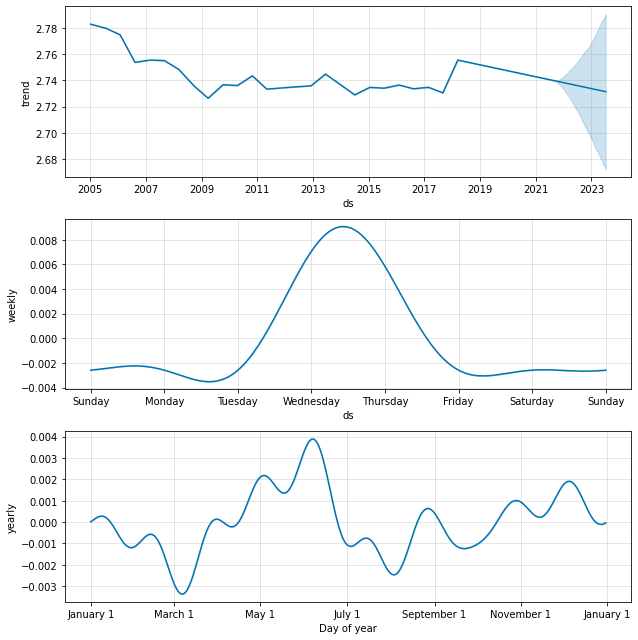 2.78
2.76
2.74
2.72
2.70
2.68
trend
2005 2007 2009 2011 2013 2015 2017 2019 2021 2023
ds
0.008
0.006
0.004
0.002
0.000
−0.002
−0.004
weekly
Sunday Monday Tuesday Wednesday Thursday Friday Saturday Sunday
ds
0.004
0.003
0.002
0.001
0.000
−0.001
−0.002
−0.003
yearly
January 1 March 1 May 1 July 1 September 1 November 1 January 1
Day of year